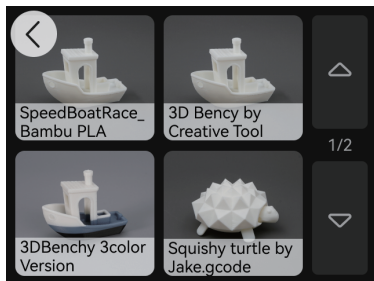 SpeedBoatRace_
Bambu PLA
3D Bency by
Creative Tool
1/2
3DBenchy 3color
Version
Squishy turtle by
Jake.gcode